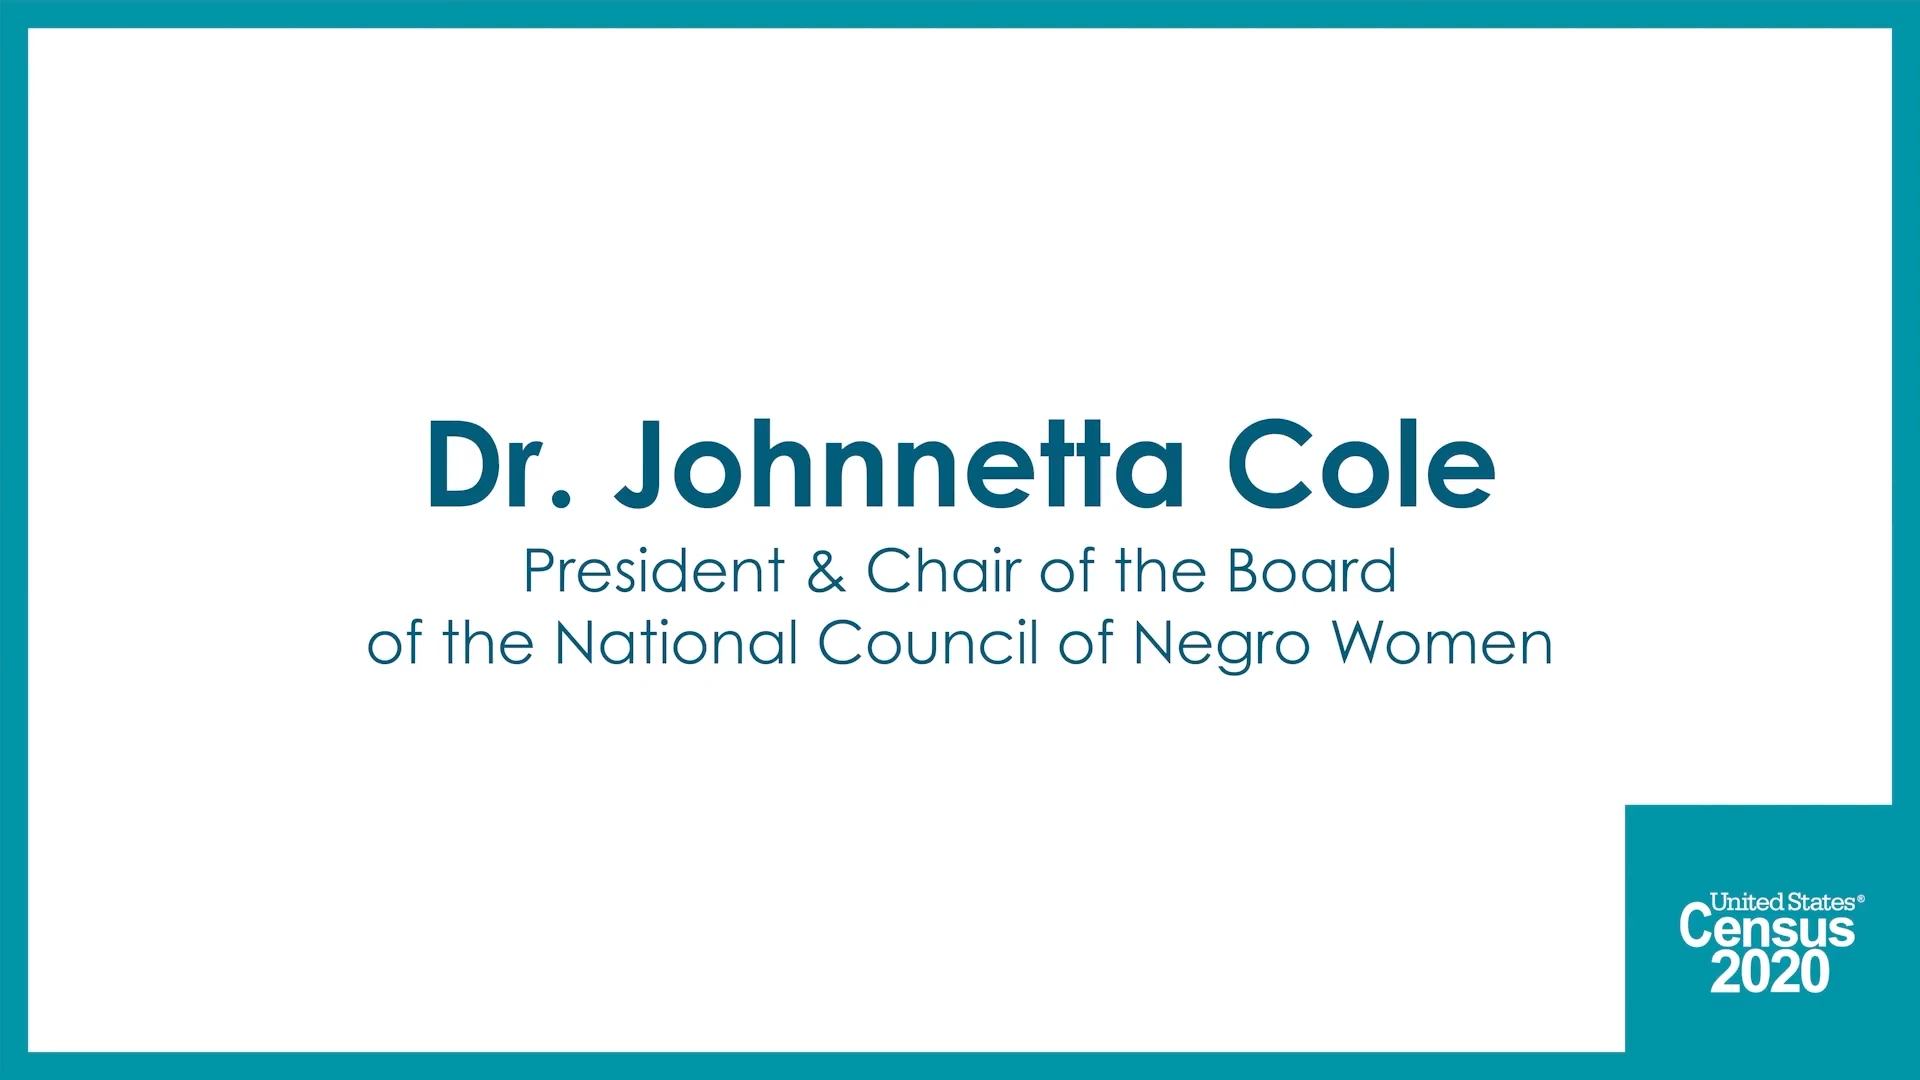 Dr. Johnnetta Cole
President & Chair of the Board
of the National Council of Negro Women
United States®
Census
2020